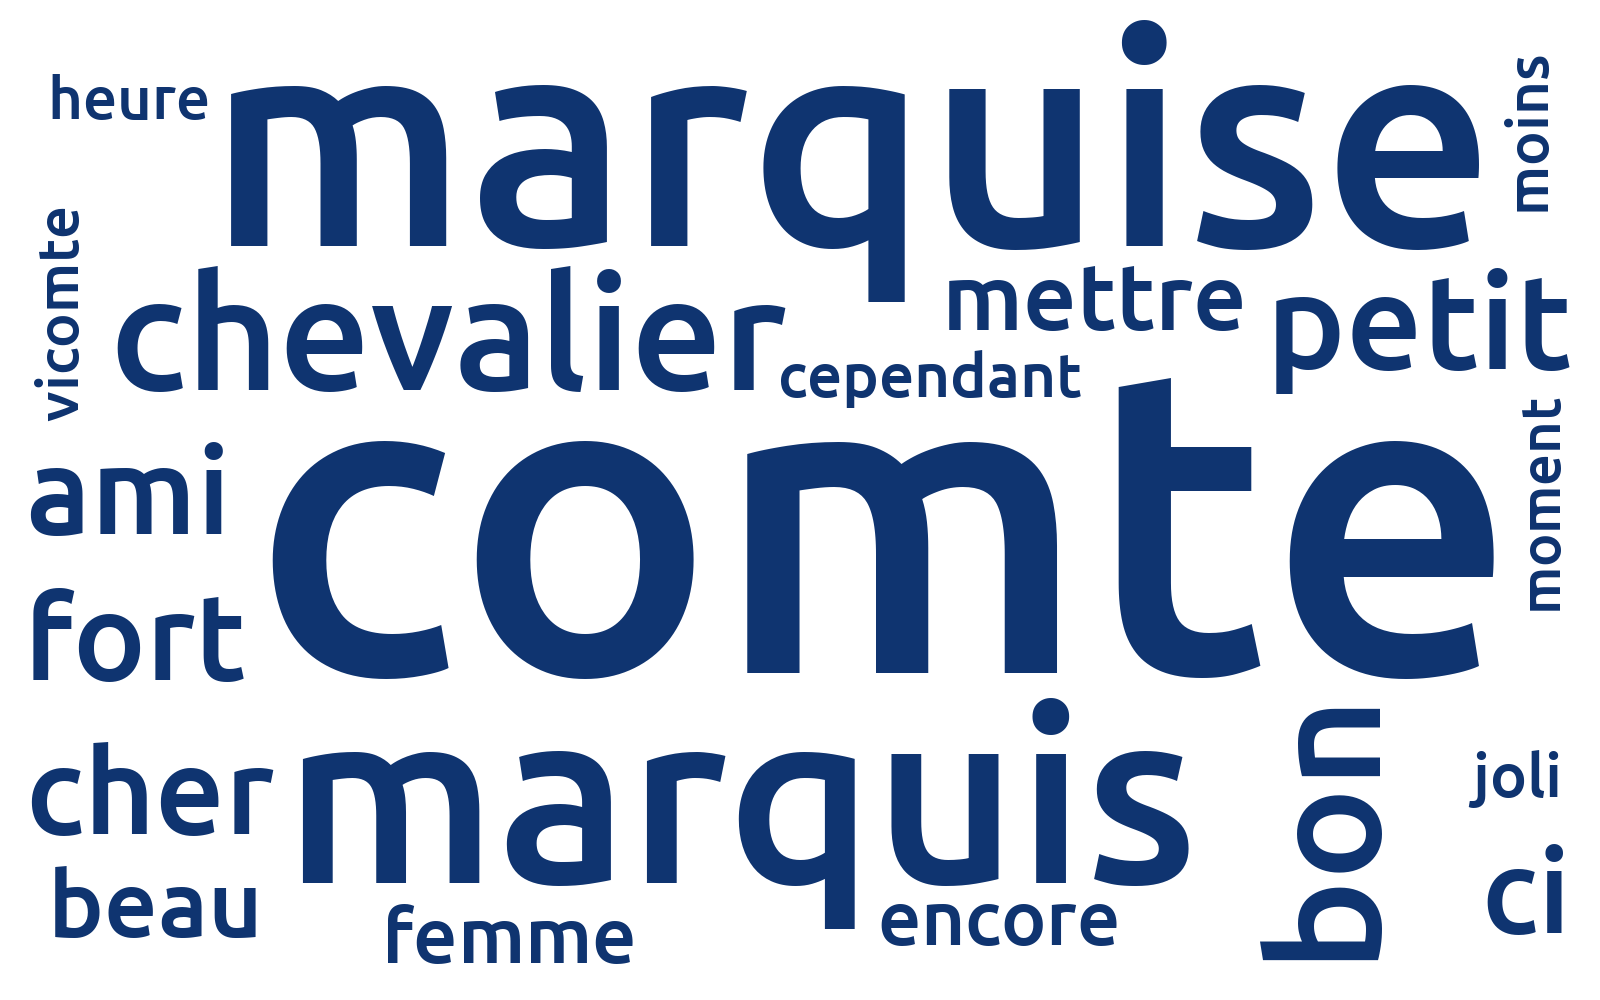 heure
marquise
moins
vicomte
chevalier
mettre
petit
cependant
comte
moment
ami
fort
cher
marquis
bon
joli
beau
femme
encore
ci